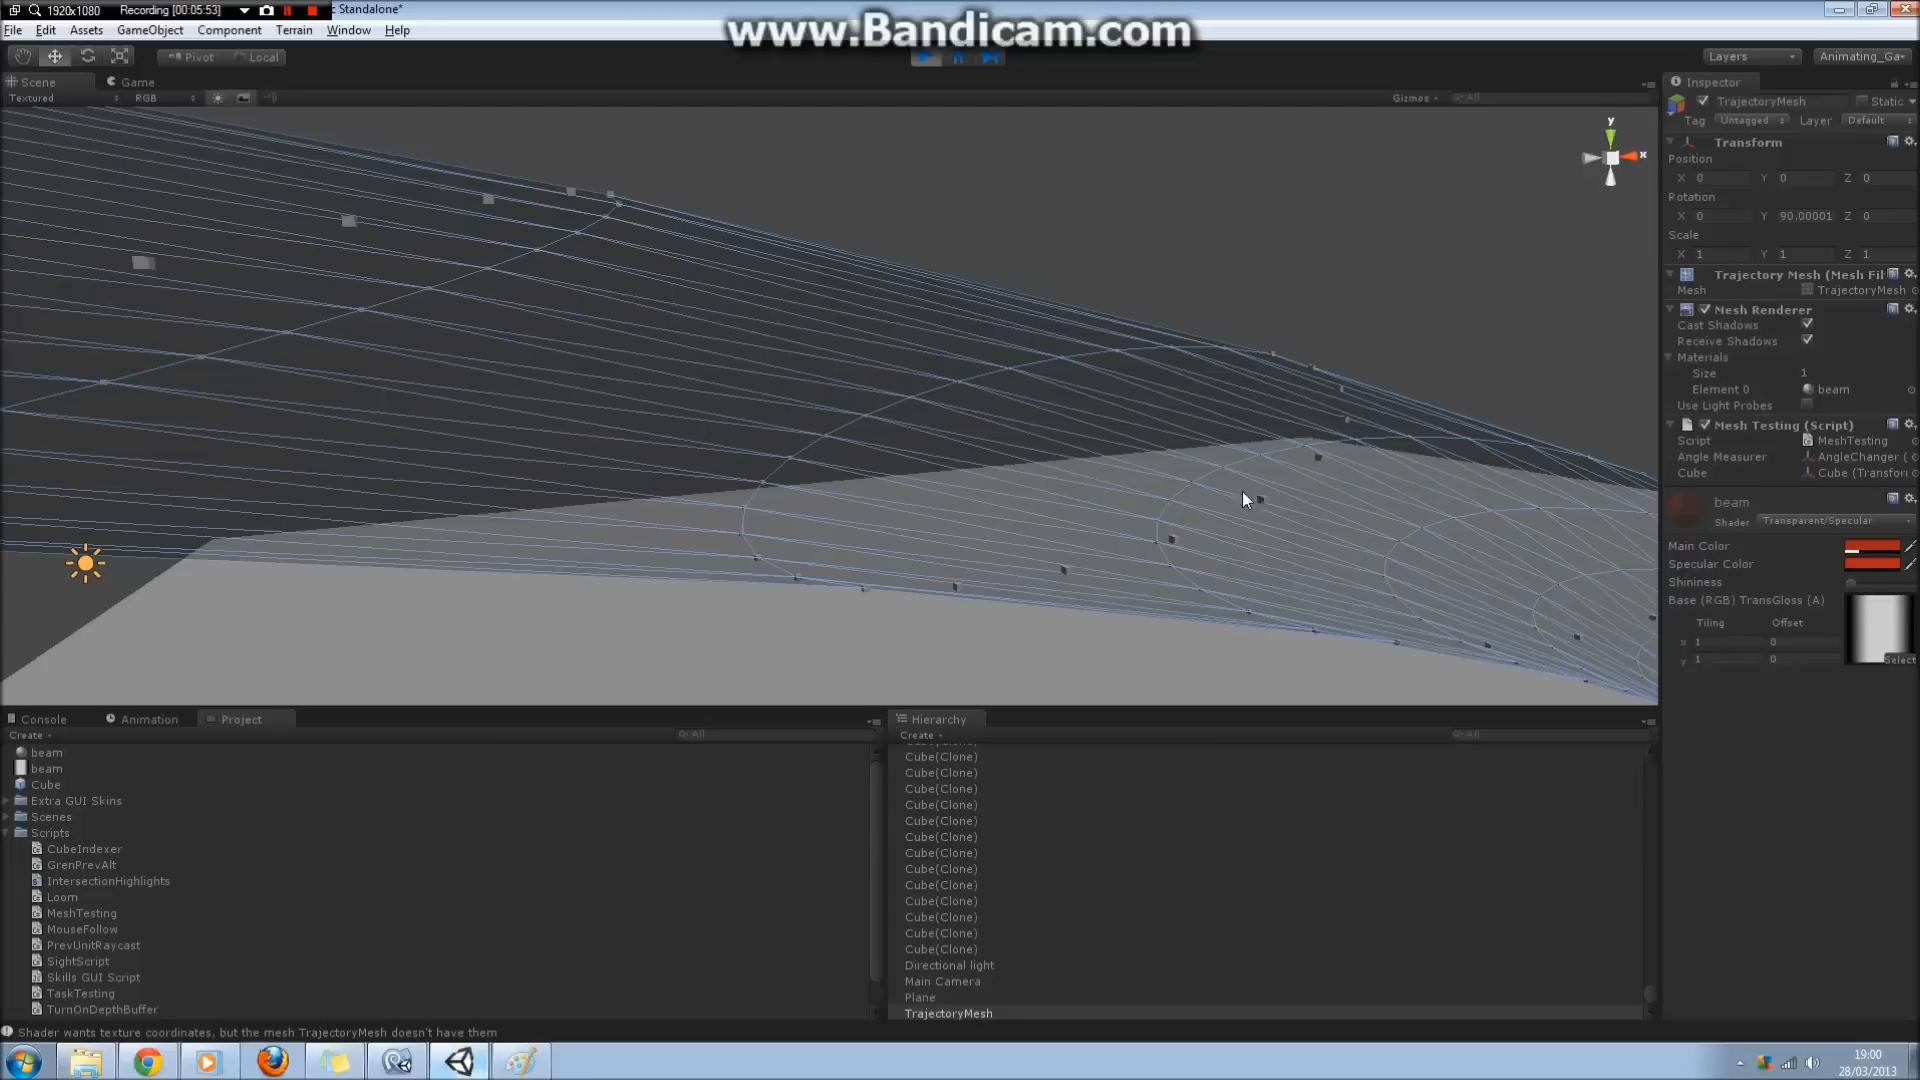 1920x1080 Recording [00:05:53] Standalone*
www.Bandicam.com
File Edit Assets GameObject Component Terrain Window Help
Pivot Local Layers Animating_Ga
Scene Game
Textured RGB Gizmos All
y
x
Inspector
TrajectoryMesh Static
Tag Untagged Layer Default
Transform
Position
X 0 Y 0 Z 0
Rotation
X 0 Y 90.00001 Z 0
Scale
X 1 Y 1 Z 1
Trajectory Mesh (Mesh Fil
Mesh TrajectoryMesh
Mesh Renderer
Cast Shadows
Receive Shadows
Materials
Size 1
Element 0 beam
Use Light Probes
Mesh Testing (Script)
Script MeshTesting
Angle Measurer AngleChanger (
Cube Cube (Transfor
beam
Shader Transparent/Specular
Main Color
Specular Color
Shininess
Base (RGB) TransGloss (A)
Tiling Offset
x 1 0
y 1 0
Select
Console Animation Project
Create All
beam
beam
Cube
Extra GUI Skins
Scenes
Scripts
CubeIndexer
GrenPrevAlt
IntersectionHighlights
Loom
MeshTesting
MouseFollow
PrevUnitRaycast
SightScript
Skills GUI Script
TaskTesting
TurnOnDepthBuffer
Hierarchy
Create All
Cube(Clone)
Cube(Clone)
Cube(Clone)
Cube(Clone)
Cube(Clone)
Cube(Clone)
Cube(Clone)
Cube(Clone)
Cube(Clone)
Cube(Clone)
Cube(Clone)
Cube(Clone)
Cube(Clone)
Directional light
Main Camera
Plane
TrajectoryMesh
Shader wants texture coordinates, but the mesh TrajectoryMesh doesn't have them
19:00
28/03/2013